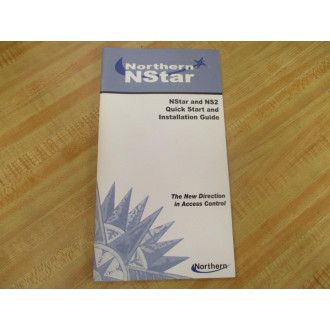 Northern
NStar
NStar and NS2
Quick Start and
Installation Guide
The New Direction
in Access Control
Northern